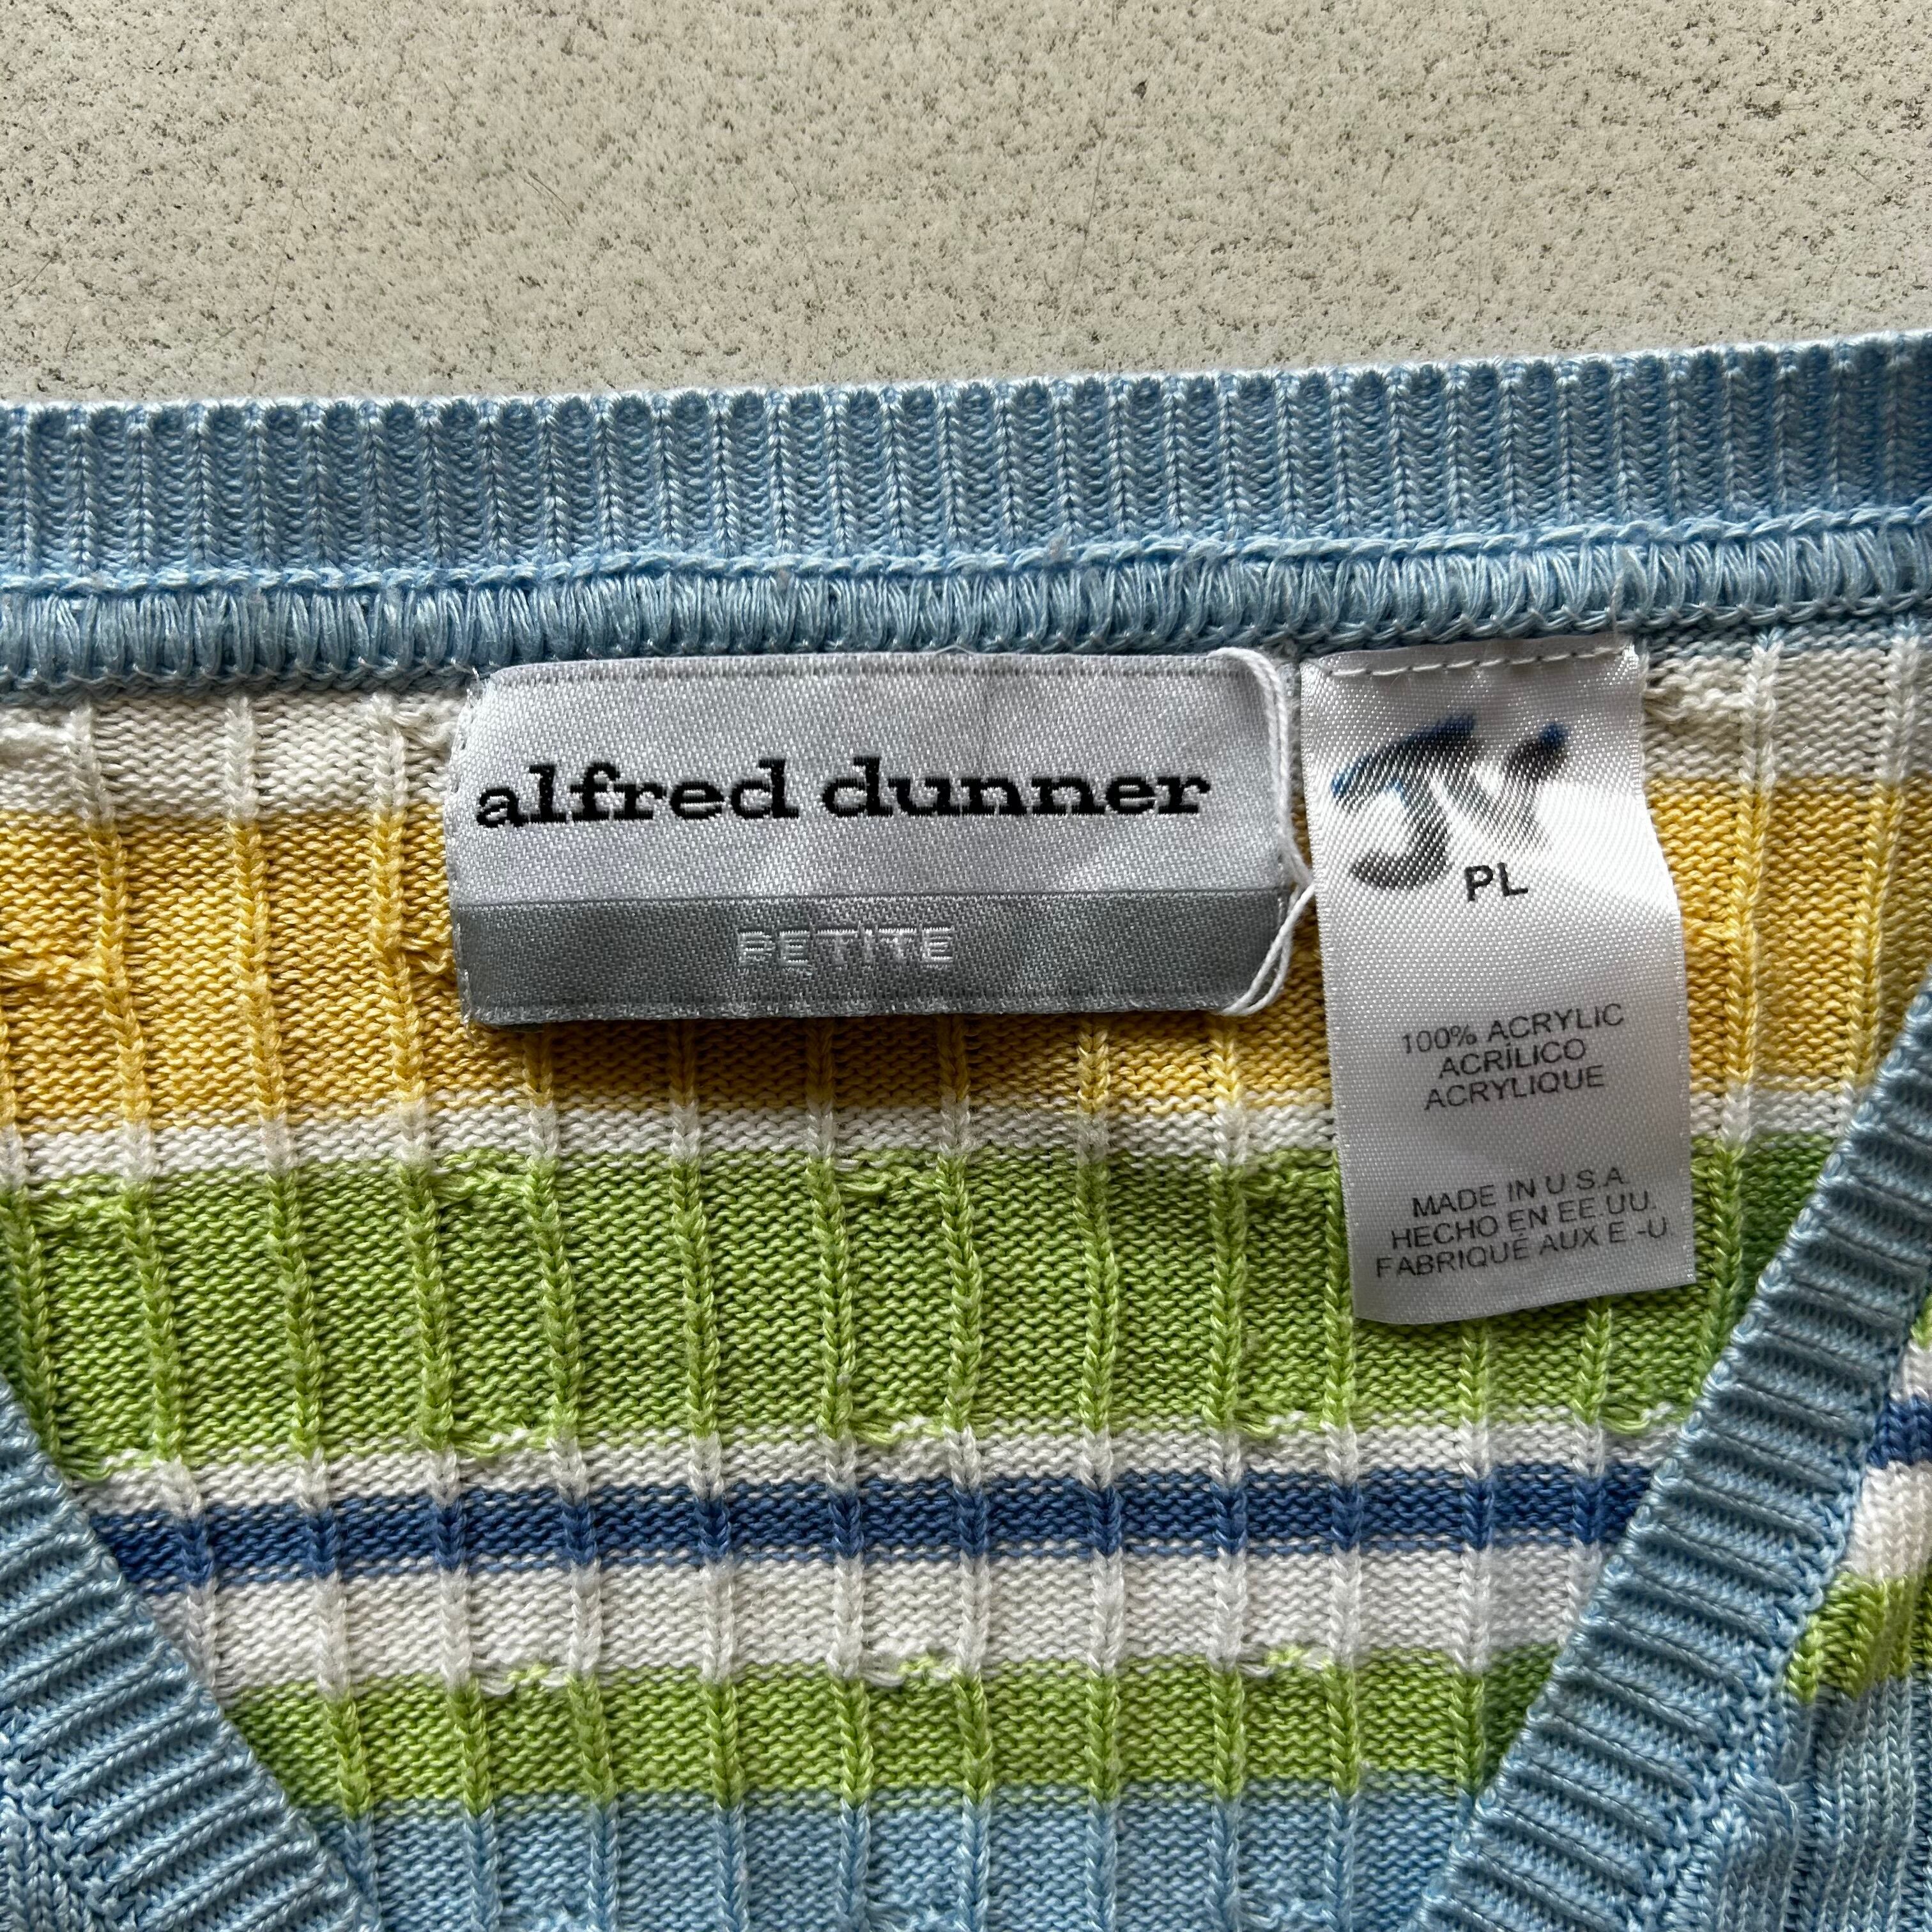 alfred dunner
PETITE
PL
100% ACRYLIC
ACRÍLICO
ACRYLIQUE
MADE IN U.S.A.
HECHO EN EE.UU.
FABRIQUÉ AUX E.-U.